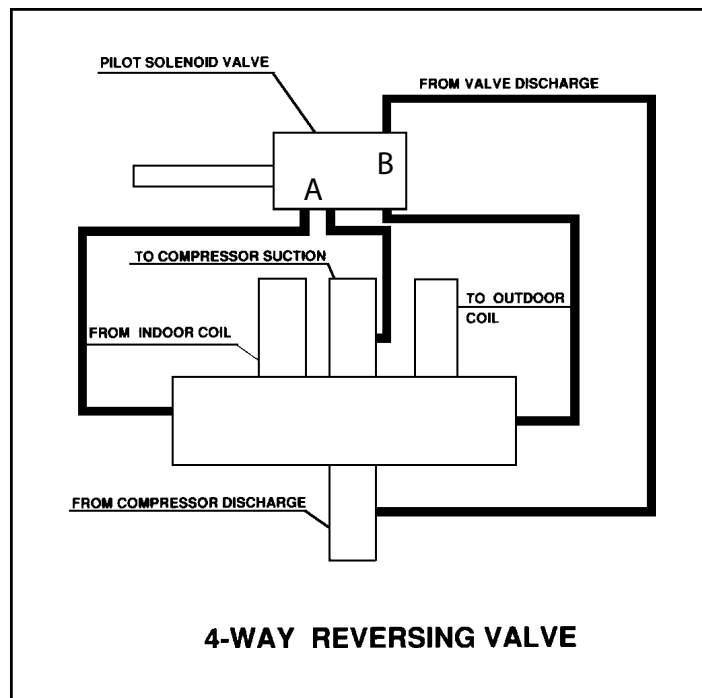 PILOT SOLENOID VALVE
FROM VALVE DISCHARGE
B
A
TO COMPRESSOR SUCTION
TO OUTDOOR
COIL
FROM INDOOR COIL
FROM COMPRESSOR DISCHARGE
4-WAY REVERSING VALVE